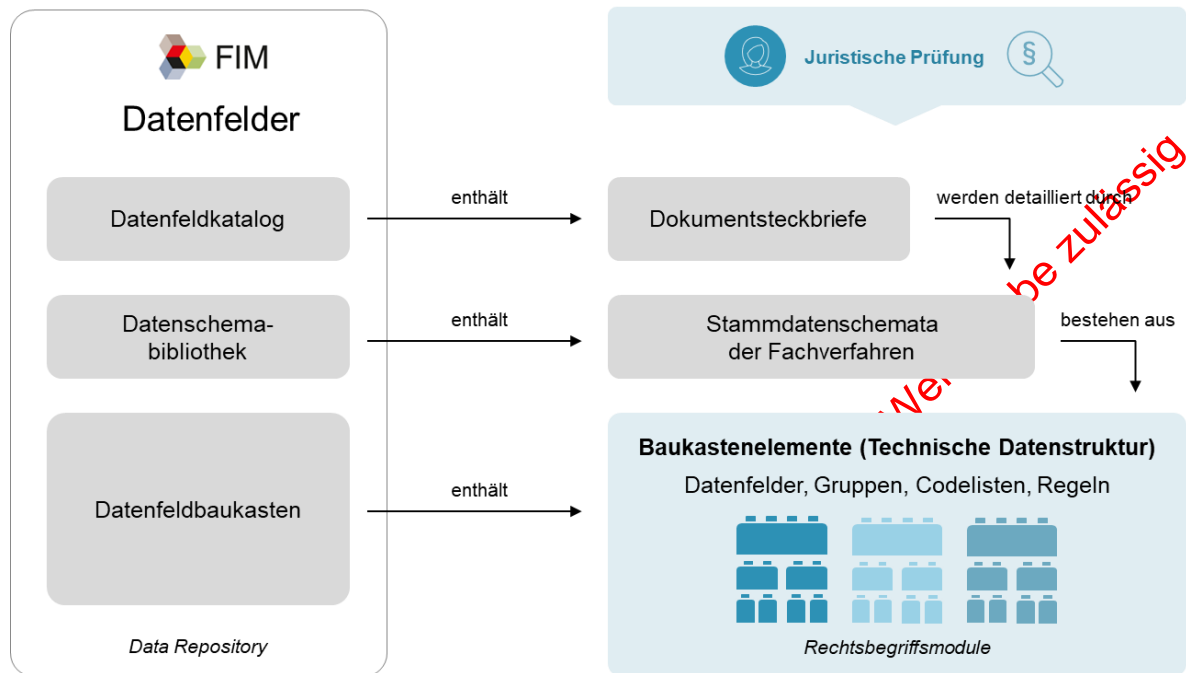 FIM
Datenfelder
Datenfeldkatalog
Datenschema-
bibliothek
Datenfeldbaukasten
Data Repository
enthält
enthält
enthält
Juristische Prüfung
§
Dokumentsteckbriefe
werden detailliert durch
Stammdatenschemata
der Fachverfahren
bestehen aus
Baukastenelemente (Technische Datenstruktur)
Datenfelder, Gruppen, Codelisten, Regeln
Rechtsbegriffsmodule
zulässig